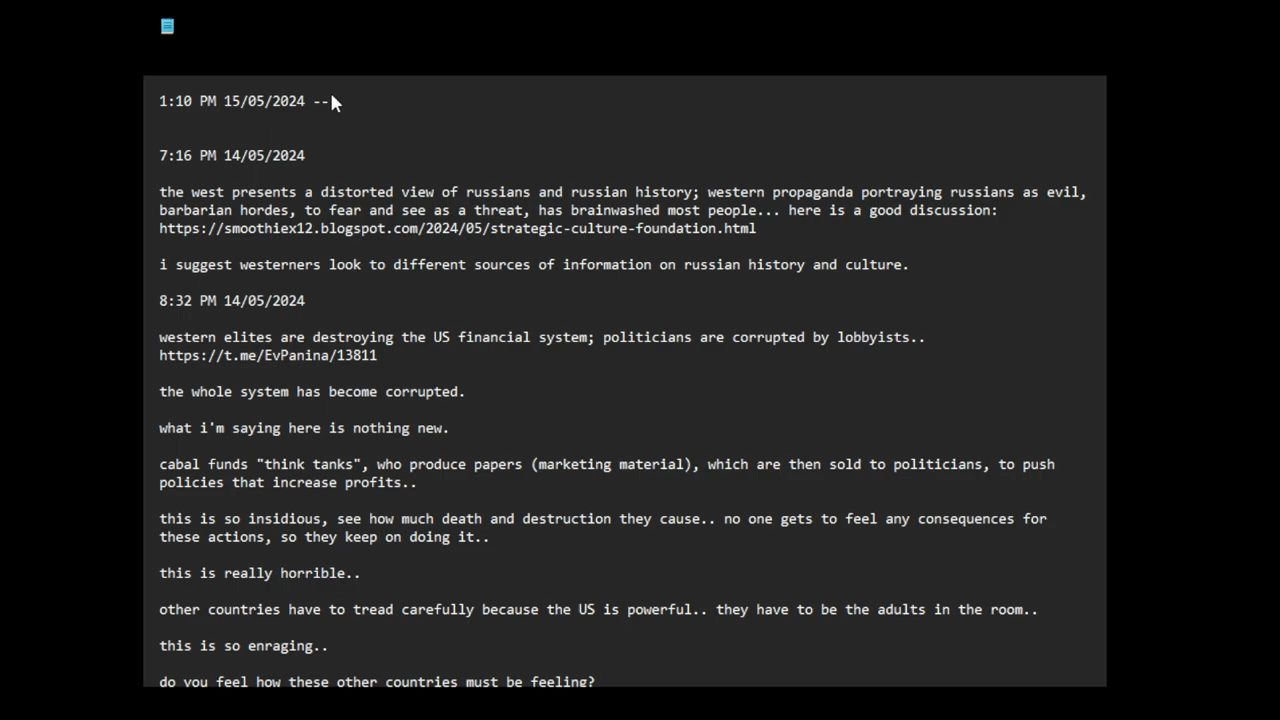 1:10 PM 15/05/2024 --
7:16 PM 14/05/2024
the west presents a distorted view of russians and russian history; western propaganda portraying russians as evil,
barbarian hordes, to fear and see as a threat, has brainwashed most people... here is a good discussion:
https://smoothiex12.blogspot.com/2024/05/strategic-culture-foundation.html
i suggest westerners look to different sources of information on russian history and culture.
8:32 PM 14/05/2024
western elites are destroying the US financial system; politicians are corrupted by lobbyists..
https://t.me/EvPanina/13811
the whole system has become corrupted.
what i'm saying here is nothing new.
cabal funds "think tanks", who produce papers (marketing material), which are then sold to politicians, to push
policies that increase profits..
this is so insidious, see how much death and destruction they cause.. no one gets to feel any consequences for
these actions, so they keep on doing it..
this is really horrible..
other countries have to tread carefully because the US is powerful.. they have to be the adults in the room..
this is so enraging..
do you feel how these other countries must be feeling?